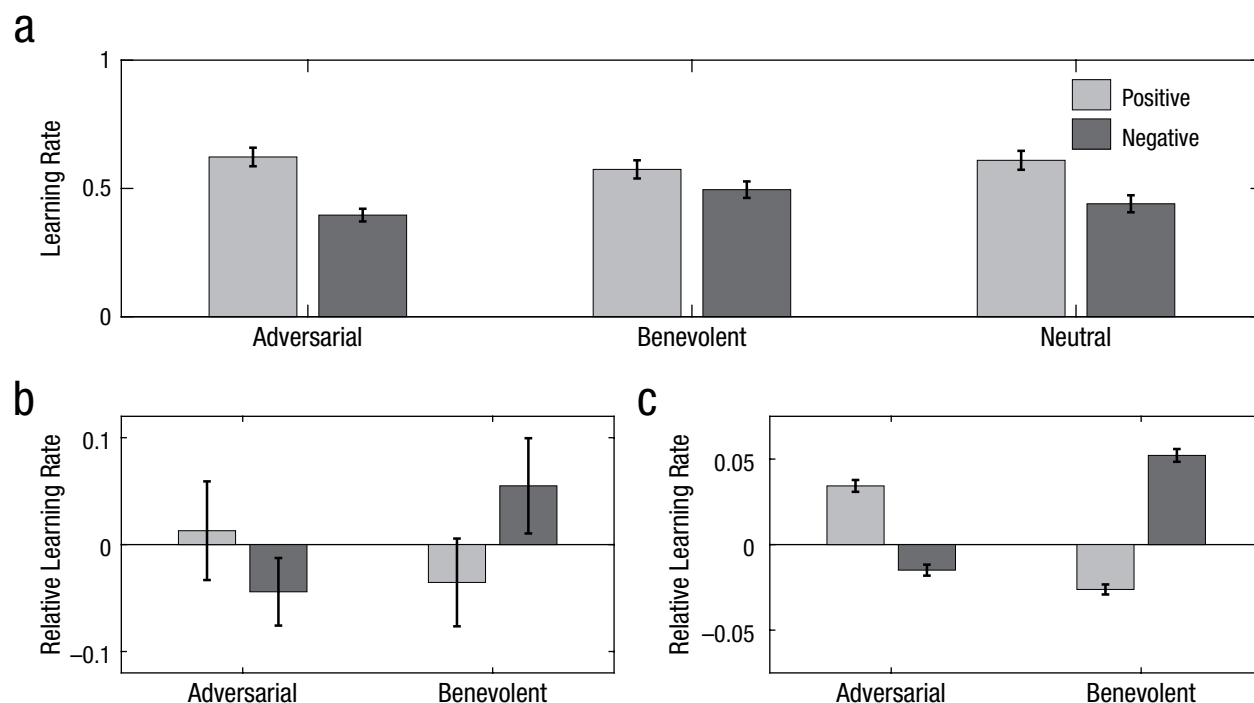 a
Learning Rate
1
0.5
0
Positive
Negative
Adversarial
Benevolent
Neutral
b
Relative Learning Rate
0.1
0
−0.1
Adversarial
Benevolent
c
Relative Learning Rate
0.05
0
−0.05
Adversarial
Benevolent